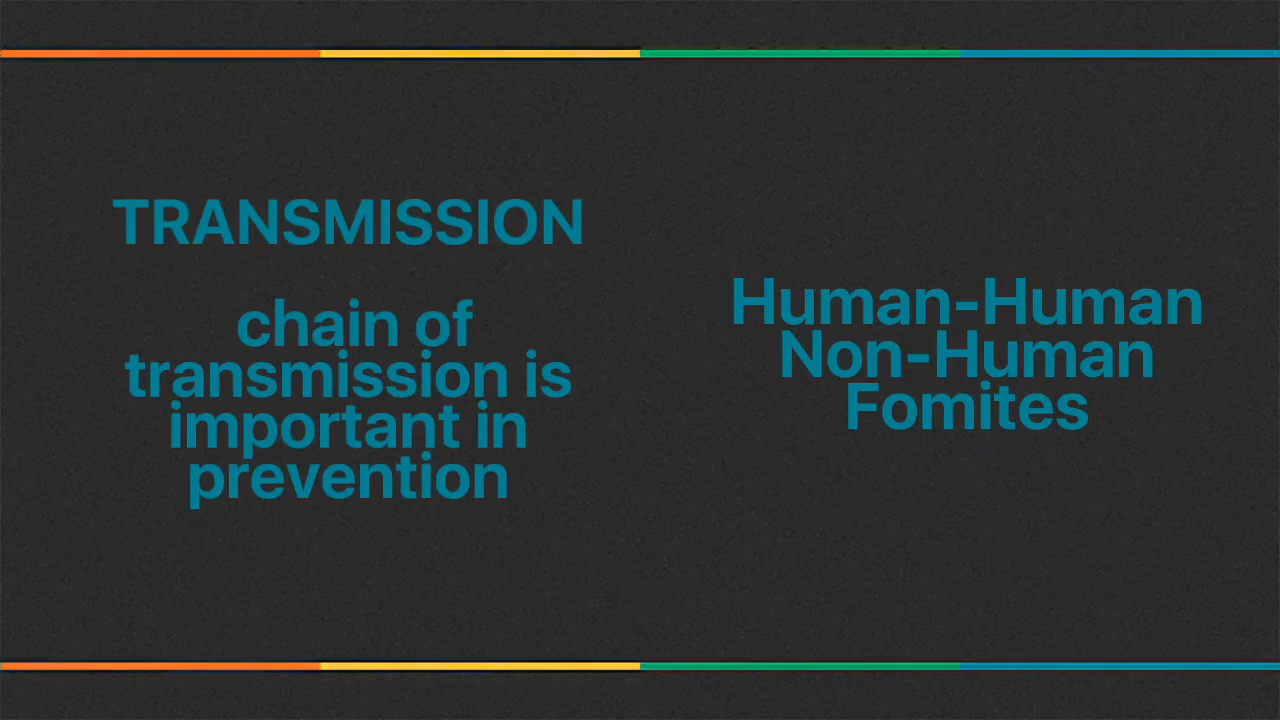 TRANSMISSION
chain of
transmission is
important in
prevention
Human-Human
Non-Human
Fomites